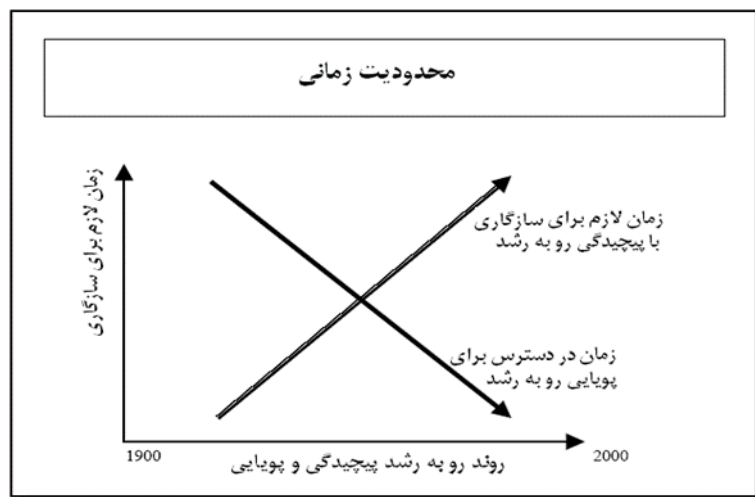 محدودیت زمانی
زمان لازم برای سازگاری
زمان لازم برای سازگاری
با پیچیدگی رو به رشد
زمان در دسترس برای
پویایی رو به رشد
1900
روند رو به رشد پیچیدگی و پویایی
2000